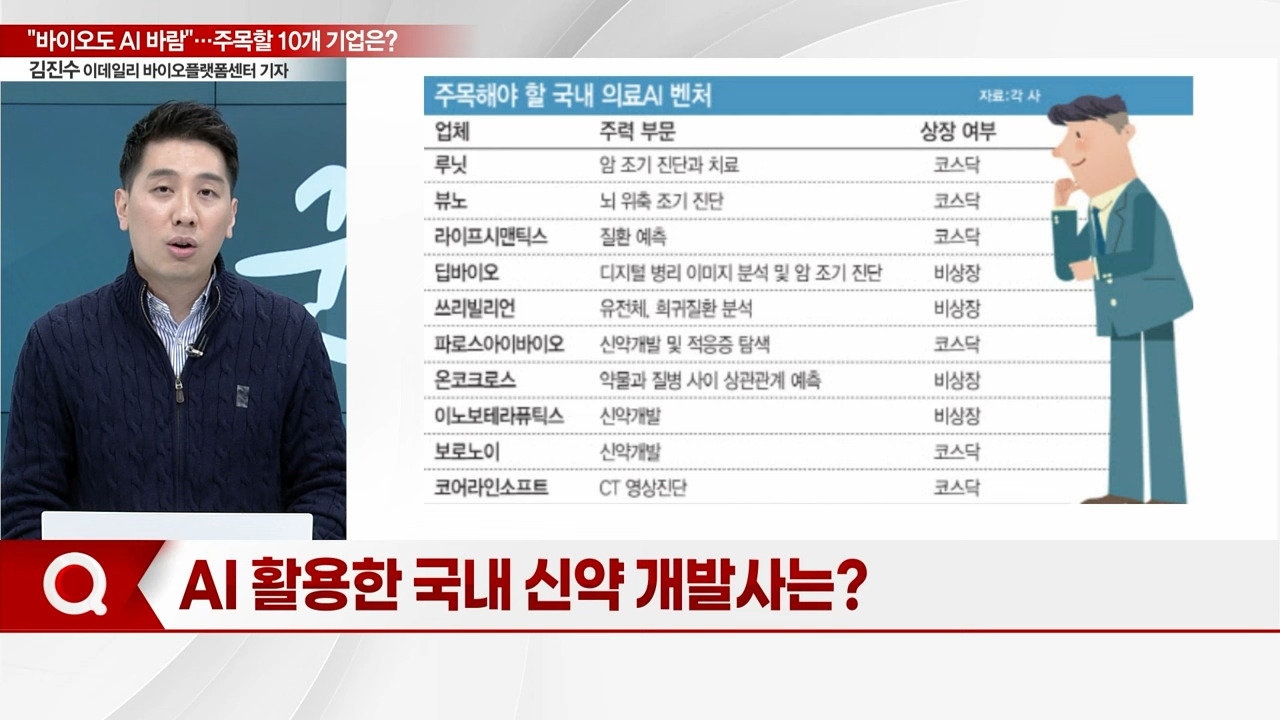 "바이오도 AI 바람"…주목할 10개 기업은?
김진수 이데일리 바이오플랫폼센터 기자
주목해야 할 국내 의료AI 벤처 자료:각 사
업체 주력 부문 상장 여부
루닛 암 조기 진단과 치료 코스닥
뷰노 뇌 위축 조기 진단 코스닥
라이프시맨틱스 질환 예측 코스닥
딥바이오 디지털 병리 이미지 분석 및 암 조기 진단 비상장
쓰리빌리언 유전체, 희귀질환 분석 비상장
파로스아이바이오 신약개발 및 적응증 탐색 코스닥
온코크로스 약물과 질병 사이 상관관계 예측 비상장
이노보테라퓨틱스 신약개발 비상장
보로노이 신약개발 코스닥
코어라인소프트 CT 영상진단 코스닥
Q AI 활용한 국내 신약 개발사는?